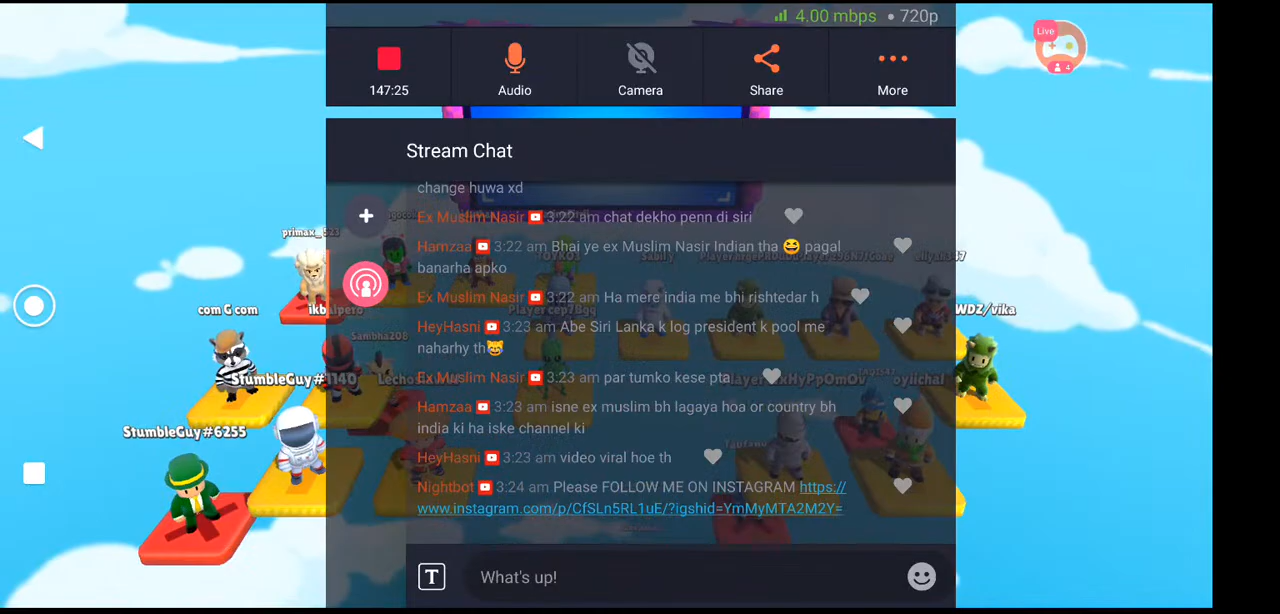 4.00 mbps • 720p
Live
4
147:25
Audio
Camera
Share
More
Stream Chat
change huwa xd
Ex Muslim Nasir 3:22 am chat dekho penn di siri
primax_523
Hamzaa 3:22 am Bhai ye ex Muslim Nasir Indian tha 😆 pagal
banarha apko
Ex Muslim Nasir 3:22 am Ha mere india me bhi rishtedar h
com G com
WDZ/vika
HeyHasni 3:23 am Abe Siri Lanka k log president k pool me
Sambha208
naharhy th😹
StumbleGuy#1140
Ex Muslim Nasir 3:23 am par tumko kese pta
oyiichal
Hamzaa 3:23 am isne ex muslim bh lagaya hoa or country bh
india ki ha iske channel ki
StumbleGuy#6255
HeyHasni 3:23 am video viral hoe th
Nightbot 3:24 am Please FOLLOW ME ON INSTAGRAM https://
www.instagram.com/p/CfSLn5RL1uE/?igshid=YmMyMTA2M2Y=
T
What's up!